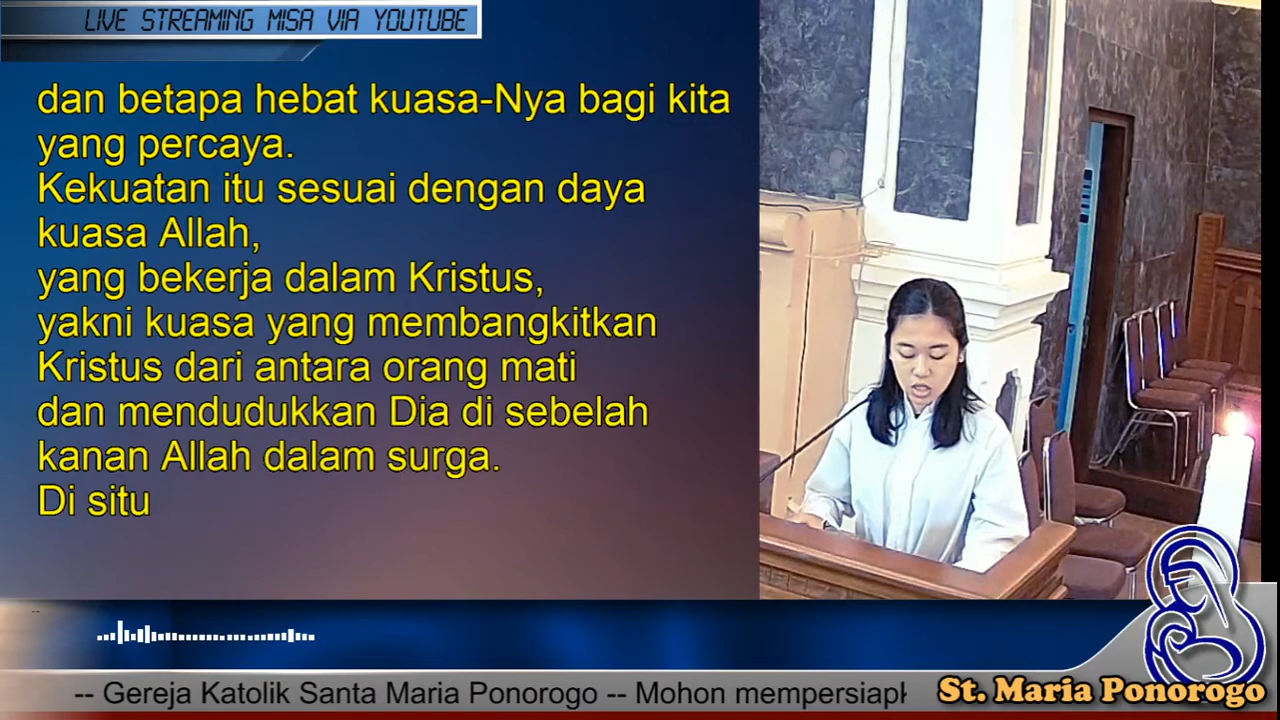 LIVE STREAMING MISA VIA YOUTUBE
dan betapa hebat kuasa-Nya bagi kita
yang percaya.
Kekuatan itu sesuai dengan daya
kuasa Allah,
yang bekerja dalam Kristus,
yakni kuasa yang membangkitkan
Kristus dari antara orang mati
dan mendudukkan Dia di sebelah
kanan Allah dalam surga.
Di situ
-- Gereja Katolik Santa Maria Ponorogo -- Mohon
St. Maria Ponorogo